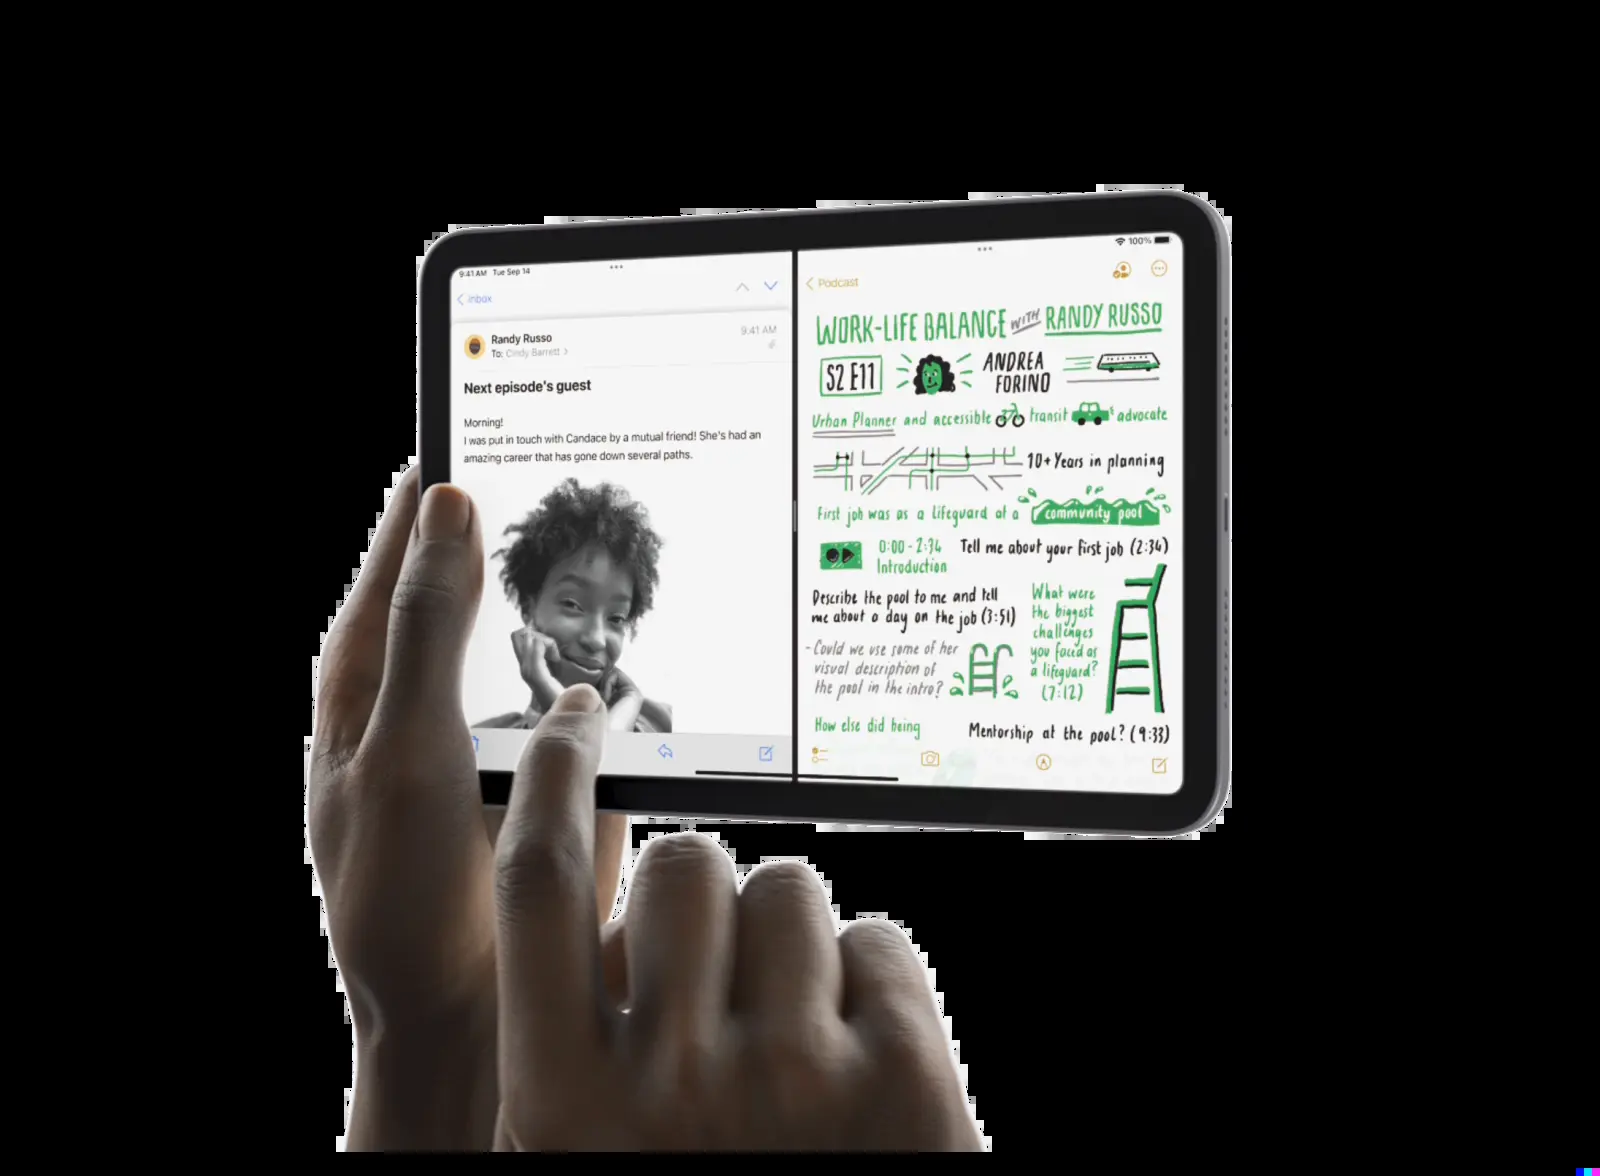 9:41 AM Tue Sep 14
Inbox
Randy Russo
9:41 AM
To: Cindy Barrett >
Next episode's guest
Morning!
I was put in touch with Candace by a mutual friend! She's had an
amazing career that has gone down several paths.
100%
Podcast
WORK-LIFE BALANCE WITH RANDY RUSSO
S2 E11
ANDREA
FORINO
Urban Planner and accessible transit advocate
10+ Years in planning
First job was as a lifeguard at a community pool
0:00 - 2:34
Introduction
Tell me about your first job (2:34)
Describe the pool to me and tell
me about a day on the job (3:51)
- Could we use some of her
visual description of
the pool in the intro?
What were
the biggest
challenges
you faced as
a lifeguard?
(7:12)
How else did being
Mentorship at the pool? (9:33)